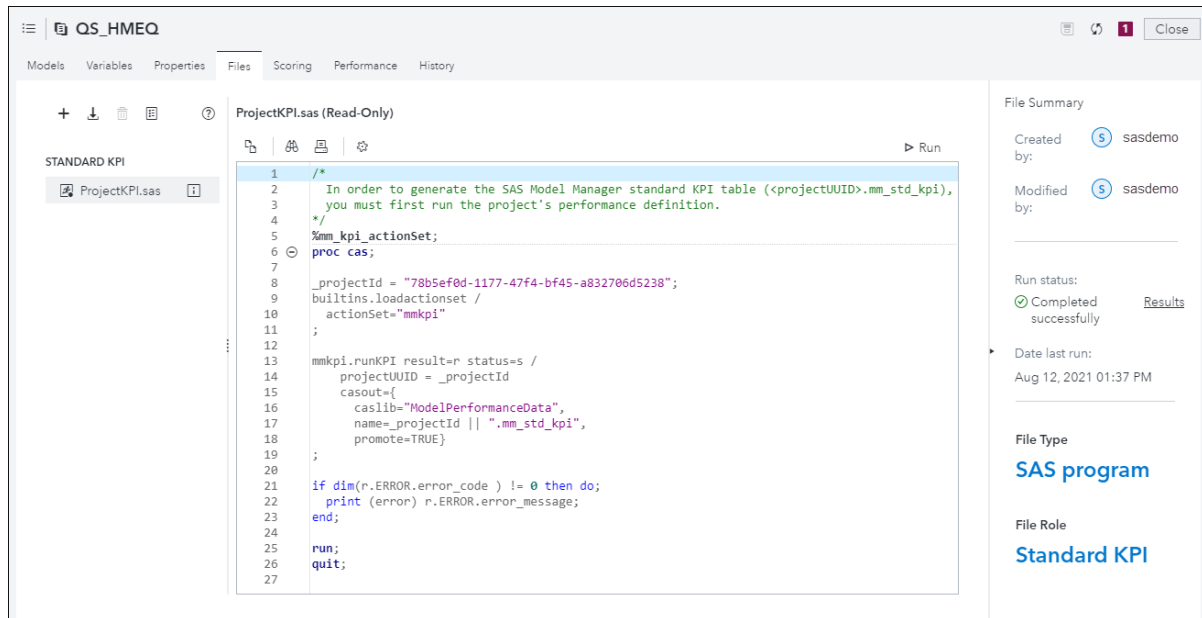 QS_HMEQ
1
Close
Models Variables Properties Files Scoring Performance History
ProjectKPI.sas (Read-Only)
Run
STANDARD KPI
ProjectKPI.sas
1 /*
2 In order to generate the SAS Model Manager standard KPI table (<projectUUID>.mm_std_kpi),
3 you must first run the project's performance definition.
4 */
5 %mm_kpi_actionSet;
6 proc cas;
7
8 _projectId = "78b5ef0d-1177-47f4-bf45-a832706d5238";
9 builtins.loadactionset /
10 actionSet="mmkpi"
11 ;
12
13 mmkpi.runKPI result=r status=s /
14 projectUUID = _projectId
15 casout={
16 caslib="ModelPerformanceData",
17 name=_projectId || ".mm_std_kpi",
18 promote=TRUE}
19 ;
20
21 if dim(r.ERROR.error_code ) != 0 then do;
22 print (error) r.ERROR.error_message;
23 end;
24
25 run;
26 quit;
27
File Summary
Created by:
S sasdemo
Modified by:
S sasdemo
Run status:
Completed successfully
Results
Date last run:
Aug 12, 2021 01:37 PM
File Type
SAS program
File Role
Standard KPI